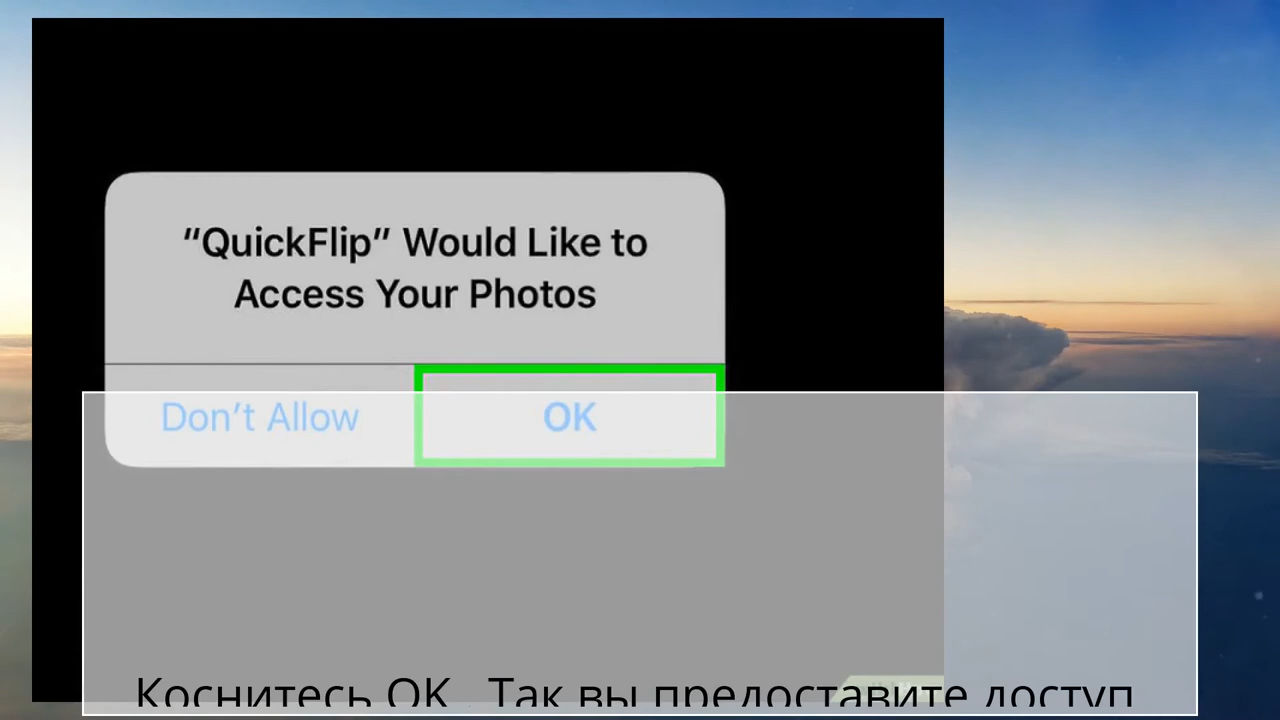 “QuickFlip” Would Like to
Access Your Photos
Don’t Allow
OK
Коснитесь OK Так вы предоставите доступ